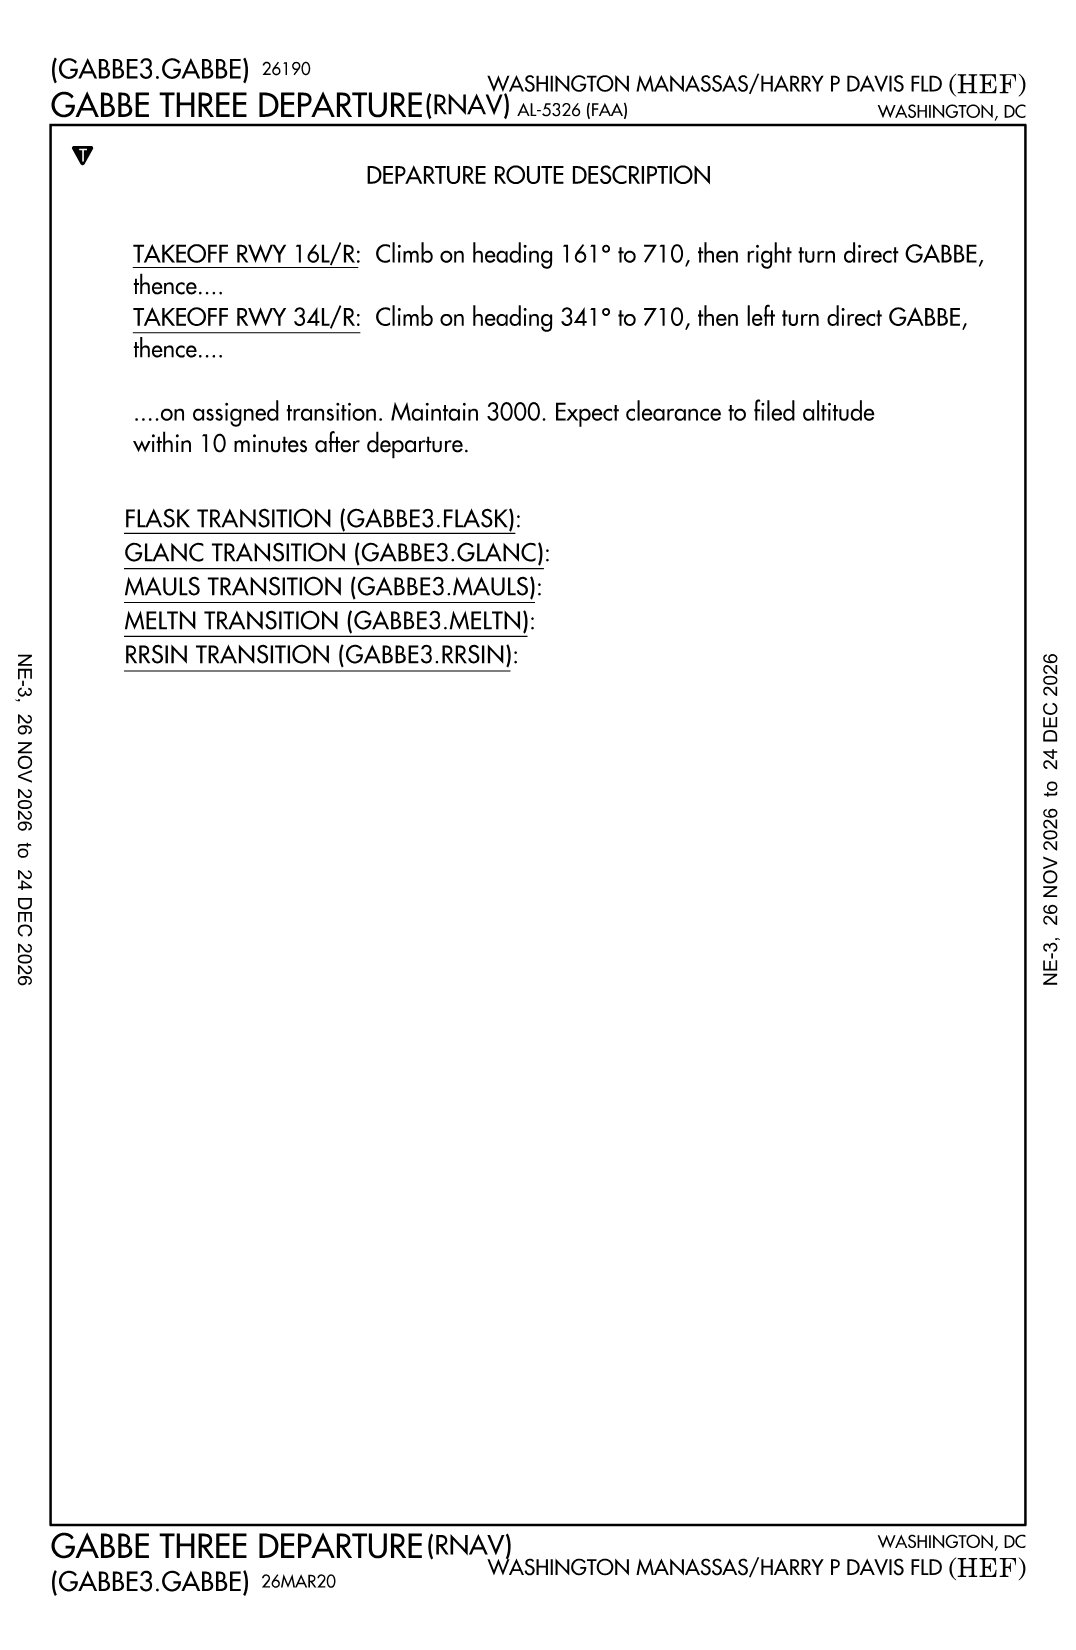 (GABBE3.GABBE) 26190
GABBE THREE DEPARTURE (RNAV) AL-5326 (FAA)
WASHINGTON MANASSAS/HARRY P DAVIS FLD (HEF)
WASHINGTON, DC
T
DEPARTURE ROUTE DESCRIPTION
TAKEOFF RWY 16L/R: Climb on heading 161° to 710, then right turn direct GABBE,
thence....
TAKEOFF RWY 34L/R: Climb on heading 341° to 710, then left turn direct GABBE,
thence....
....on assigned transition. Maintain 3000. Expect clearance to filed altitude
within 10 minutes after departure.
FLASK TRANSITION (GABBE3.FLASK):
GLANC TRANSITION (GABBE3.GLANC):
MAULS TRANSITION (GABBE3.MAULS):
MELTN TRANSITION (GABBE3.MELTN):
RRSIN TRANSITION (GABBE3.RRSIN):
NE-3, 26 NOV 2026 to 24 DEC 2026
NE-3, 26 NOV 2026 to 24 DEC 2026
GABBE THREE DEPARTURE (RNAV)
(GABBE3.GABBE) 26MAR20
WASHINGTON, DC
WASHINGTON MANASSAS/HARRY P DAVIS FLD (HEF)